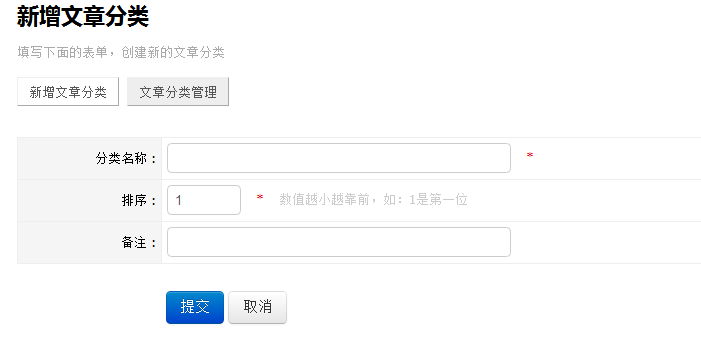 新增文章分类
填写下面的表单，创建新的文章分类
新增文章分类 文章分类管理
分类名称： *
排序： 1 * 数值越小越靠前，如：1是第一位
备注：
提交 取消